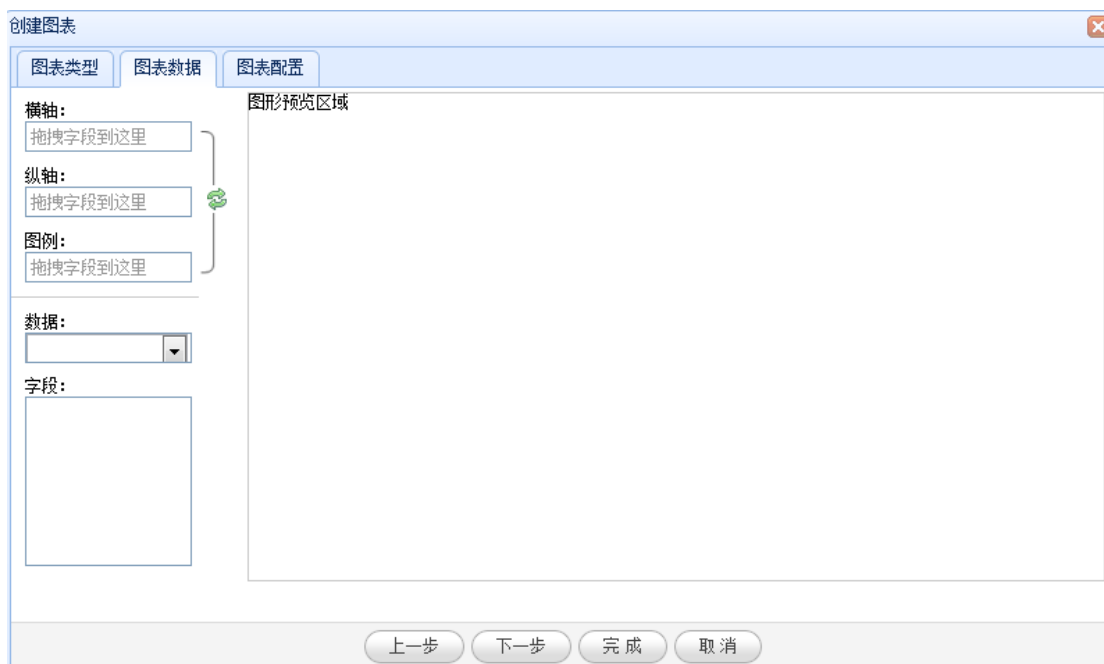 创建图表
图表类型 图表数据 图表配置
横轴:
拖拽字段到这里
纵轴:
拖拽字段到这里
图例:
拖拽字段到这里
数据:
字段:
图形预览区域
上一步 下一步 完成 取消